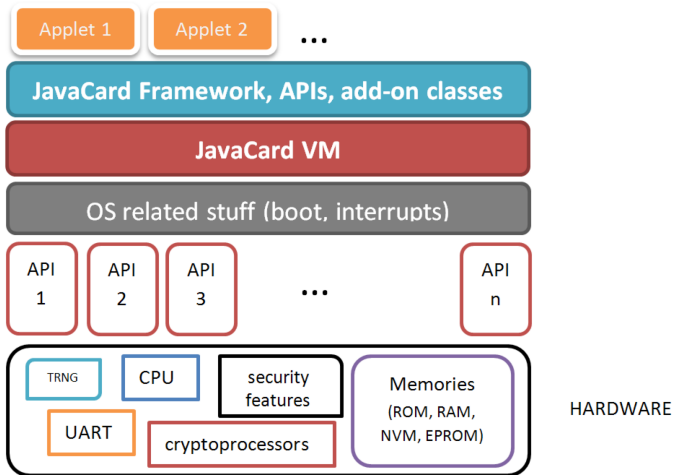 Applet 1 Applet 2 ...
JavaCard Framework, APIs, add-on classes
JavaCard VM
OS related stuff (boot, interrupts)
API 1
API 2
API 3
...
API n
TRNG
CPU
security
features
Memories
(ROM, RAM,
NVM, EPROM)
UART
cryptoprocessors
HARDWARE